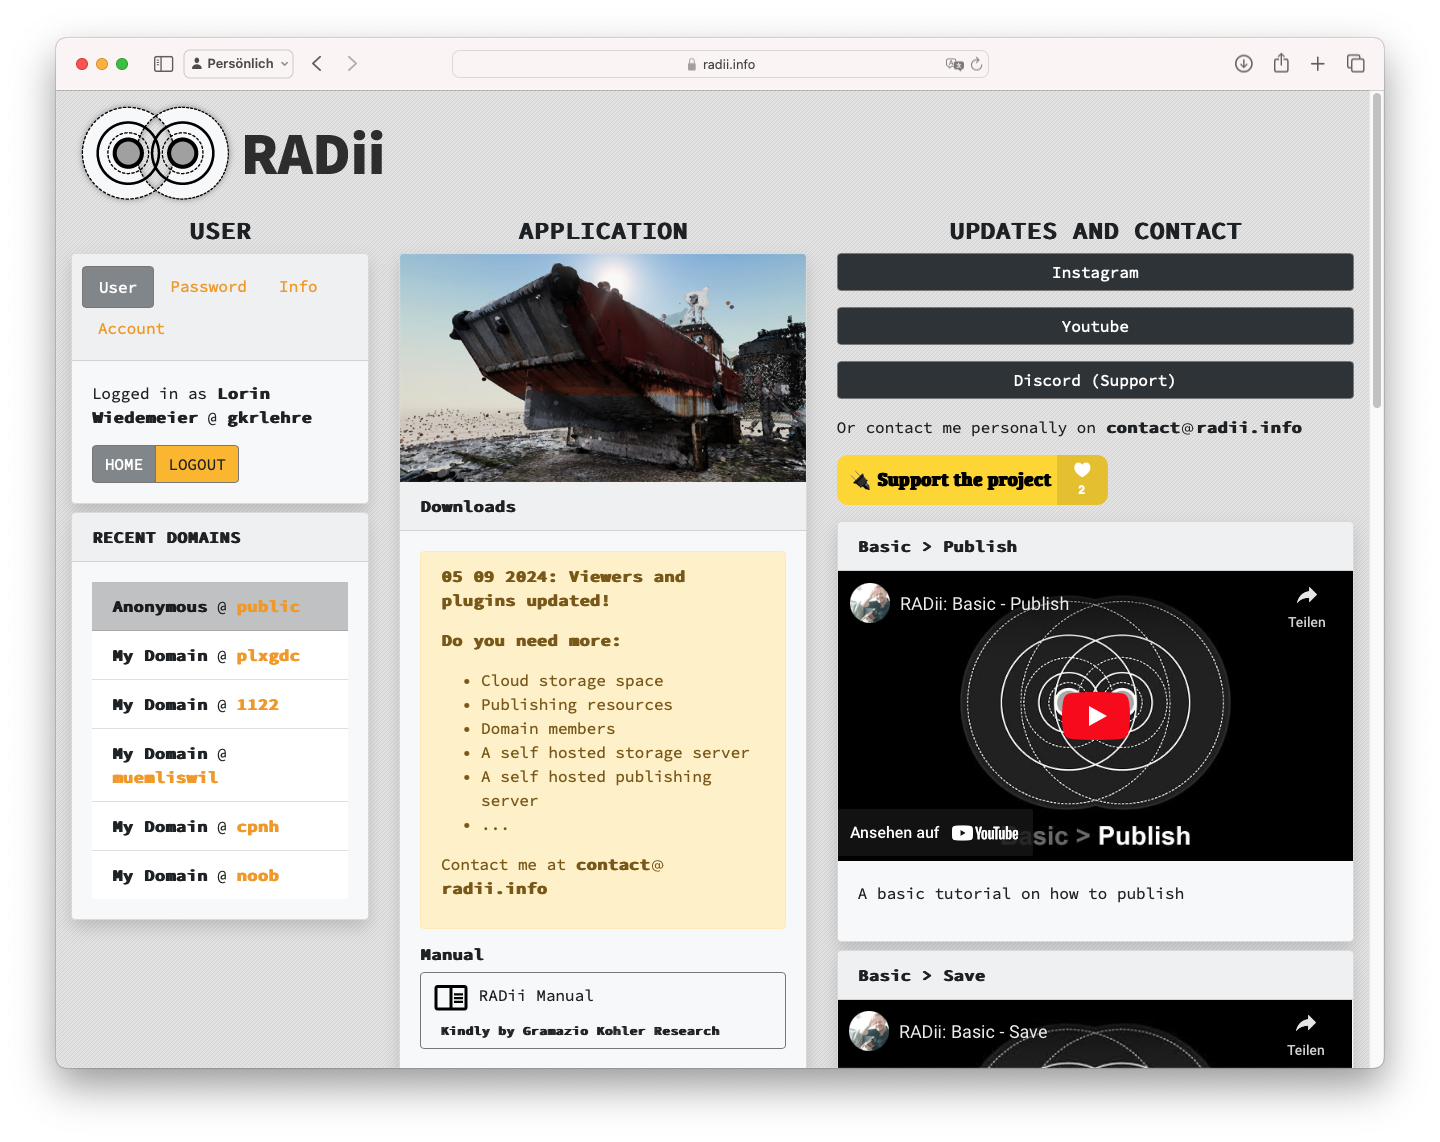 Persönlich
radii.info
RADii
USER
User
Password
Info
Account
Logged in as Lorin
Wiedemeier @ gkrlehre
HOME
LOGOUT
RECENT DOMAINS
Anonymous @ public
My Domain @ plxgdc
My Domain @ 1122
My Domain @
muemliswil
My Domain @ cpnh
My Domain @ noob
APPLICATION
Downloads
05 09 2024: Viewers and
plugins updated!
Do you need more:
• Cloud storage space
• Publishing resources
• Domain members
• A self hosted storage server
• A self hosted publishing
server
• ...
Contact me at contact@
radii.info
Manual
RADii Manual
Kindly by Gramazio Kohler Research
UPDATES AND CONTACT
Instagram
Youtube
Discord (Support)
Or contact me personally on contact@radii.info
Support the project
2
Basic > Publish
RADii: Basic - Publish
Teilen
Ansehen auf YouTube
Basic > Publish
A basic tutorial on how to publish
Basic > Save
RADii: Basic - Save
Teilen